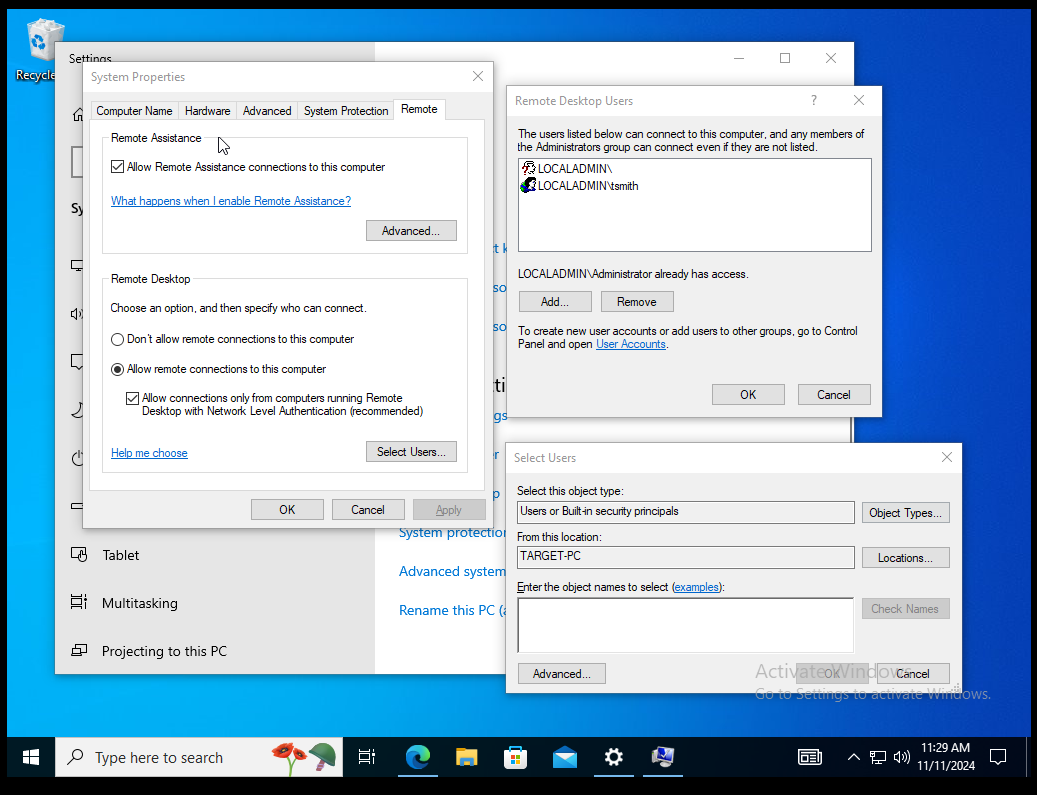 Recycle
Settings
System Properties
Computer Name
Hardware
Advanced
System Protection
Remote
Remote Assistance
Allow Remote Assistance connections to this computer
What happens when I enable Remote Assistance?
Advanced...
Remote Desktop
Choose an option, and then specify who can connect.
Don't allow remote connections to this computer
Allow remote connections to this computer
Allow connections only from computers running Remote
Desktop with Network Level Authentication (recommended)
Help me choose
Select Users...
OK
Cancel
Apply
Sy
Tablet
Multitasking
Projecting to this PC
System protection
Advanced system
Rename this PC (a
Remote Desktop Users
?
The users listed below can connect to this computer, and any members of
the Administrators group can connect even if they are not listed.
LOCALADMIN\
LOCALADMIN\tsmith
LOCALADMIN\Administrator already has access.
Add...
Remove
To create new user accounts or add users to other groups, go to Control
Panel and open User Accounts.
OK
Cancel
Select Users
Select this object type:
Users or Built-in security principals
Object Types...
From this location:
TARGET-PC
Locations...
Enter the object names to select (examples):
Check Names
Advanced...
OK
Cancel
Activate Windows
Go to Settings to activate Windows.
Type here to search
11:29 AM
11/11/2024